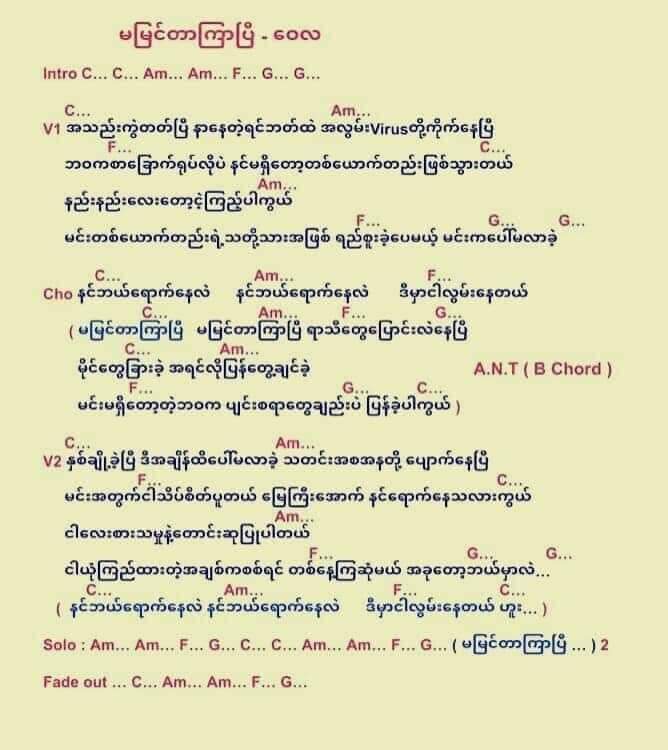 မမြင်တာကြာပြီ - ဝေလ
Intro C... C... Am... Am... F... G... G...
C... Am...
V1 အသည်းကွဲတတ်ပြီ နာနေတဲ့ရင်ဘတ်ထဲ အလွမ်းVirusတို့ကိုက်နေပြီ
F... C...
ဘဝကစာခြောက်ရုပ်လိုပဲ နင်မရှိတော့တစ်ယောက်တည်းဖြစ်သွားတယ်
Am...
နည်းနည်းလေးတော့ငဲ့ကြည့်ပါကွယ်
F... G... G...
မင်းတစ်ယောက်တည်းရဲ့သတို့သားအဖြစ် ရည်စူးခဲ့ပေမယ့် မင်းကပေါ်မလာခဲ့
C... Am... F...
Cho နင်ဘယ်ရောက်နေလဲ နင်ဘယ်ရောက်နေလဲ ဒီမှာငါလွမ်းနေတယ်
C... Am... F... G...
( မမြင်တာကြာပြီ မမြင်တာကြာပြီ ရာသီတွေပြောင်းလဲနေပြီ
C... Am...
မိုင်တွေခြားခဲ့ အရင်လိုပြန်တွေ့ချင်ခဲ့ A.N.T ( B Chord )
F... G... C...
မင်းမရှိတော့တဲ့ဘဝက ပျင်းစရာတွေချည်းပဲ ပြန်ခဲ့ပါကွယ် )
C... Am...
V2 နှစ်ချို့ခဲ့ပြီ ဒီအချိန်ထိပေါ်မလာခဲ့ သတင်းအစအနတို့ ပျောက်နေပြီ
F... C...
မင်းအတွက်ငါသိပ်စိတ်ပူတယ် မြေကြီးအောက် နင်ရောက်နေသလားကွယ်
Am...
ငါလေးစားသမှုနဲ့တောင်းဆုပြုပါတယ်
F... G... G...
ငါယုံကြည်ထားတဲ့အချစ်ကစစ်ရင် တစ်နေ့ကြဆုံမယ် အခုတော့ဘယ်မှာလဲ...
C... Am... F... C...
( နင်ဘယ်ရောက်နေလဲ နင်ဘယ်ရောက်နေလဲ ဒီမှာငါလွမ်းနေတယ် ဟူး... )
Solo : Am... Am... F... G... C... C... Am... Am... F... G... ( မမြင်တာကြာပြီ ... ) 2
Fade out ... C... Am... Am... F... G...